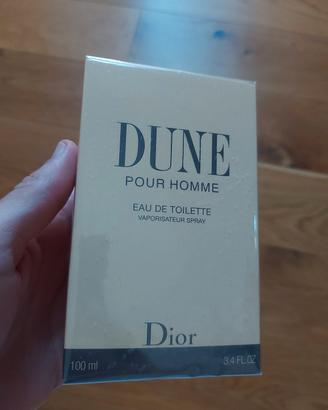 DUNE
POUR HOMME
EAU DE TOILETTE
VAPORISATEUR SPRAY
Dior
100 ml 3.4 FL.OZ